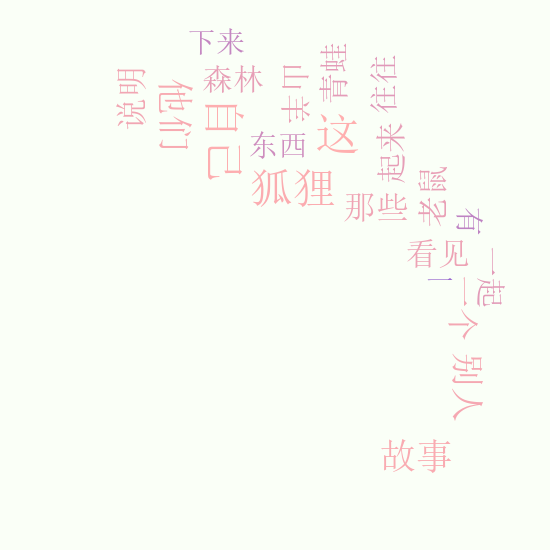 下来
说明
他们
森林
自己
山羊
青蛙
往往
东西
这
起来
狐狸
那些
老鼠
有
看见
一起
一
一个
别人
故事